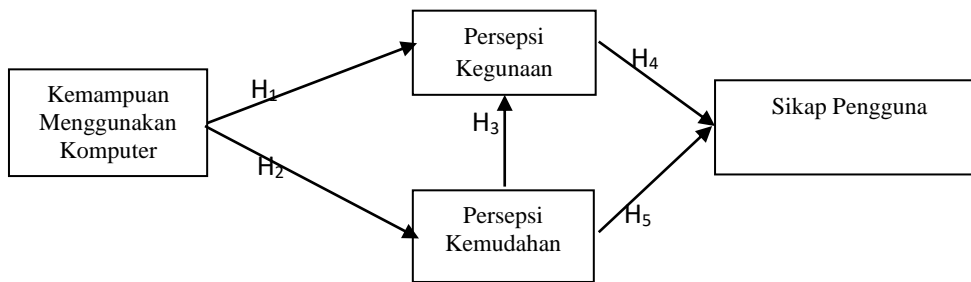 Kemampuan
Menggunakan
Komputer
H₁
H₂
Persepsi
Kegunaan
H₃
Persepsi
Kemudahan
H₄
H₅
Sikap Pengguna